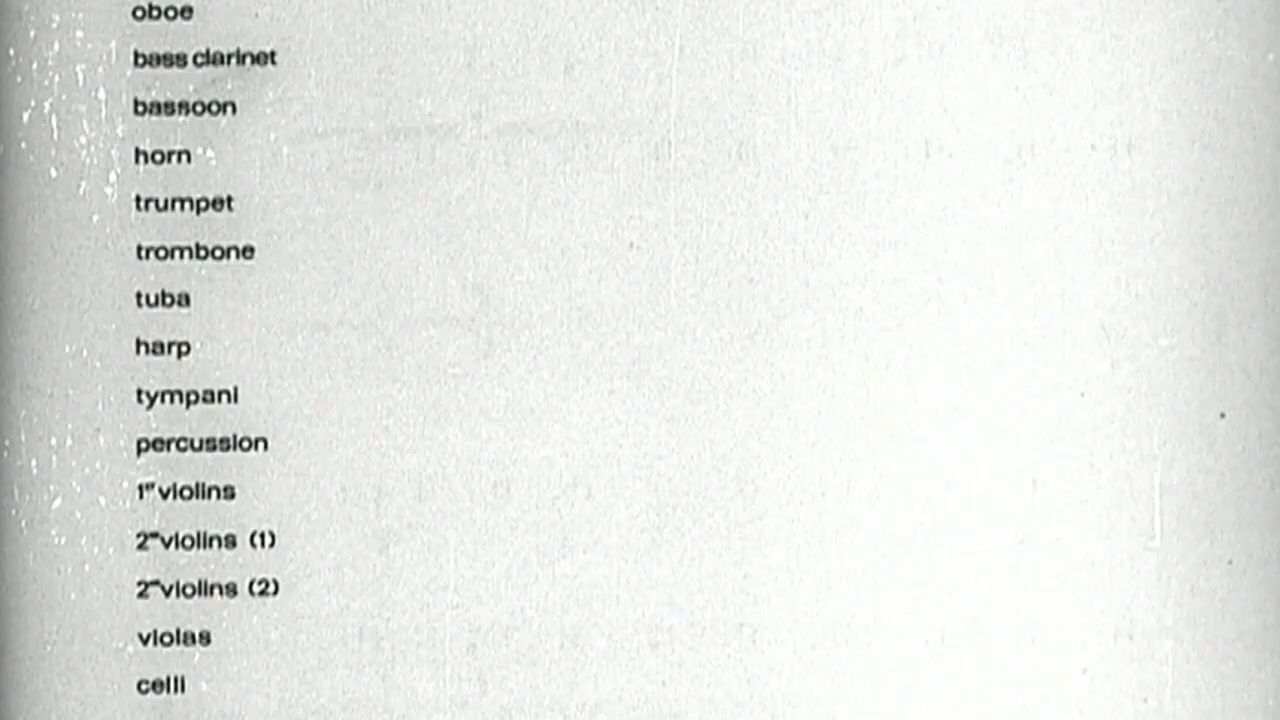 oboe
bass clarinet
bassoon
horn
trumpet
trombone
tuba
harp
tympani
percussion
1st violins
2nd violins (1)
2nd violins (2)
violas
celli